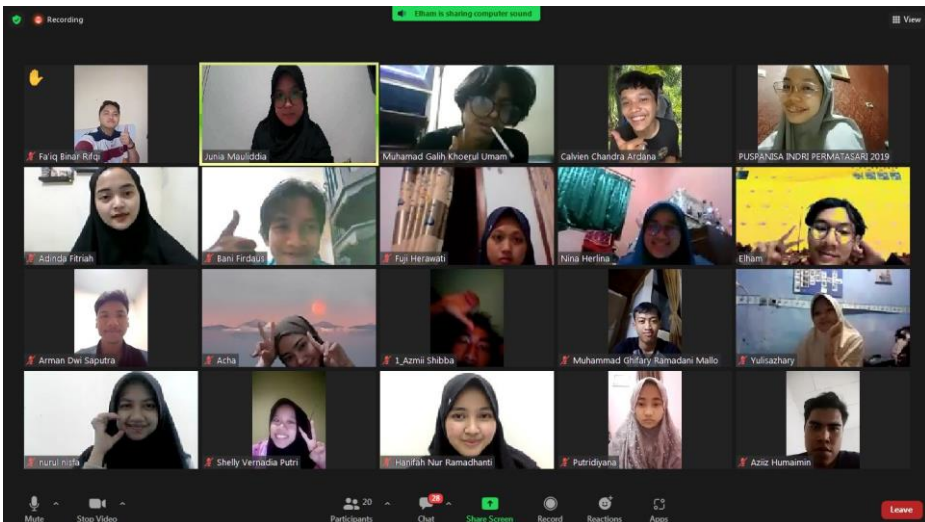 Recording
Elham is sharing computer sound
View
Fa'iq Binar Rifqi
Junia Mauliddia
Muhamad Galih Khoerul Umam
Calvien Chandra Ardana
PUSPANISA INDRI PERMATASARI 2019
Adinda Fitriah
Bani Firdaus
Fuji Herawati
Nina Herlina
Elham
Arman Dwi Saputra
Acha
1_Azmii Shibba
Muhammad Ghifary Ramadani Mallo
Yulisazhary
nurul nisfa
Shelly Vernadia Putri
Hanifah Nur Ramadhanti
Putridiyana
Aziiz Humaimin
Mute
Stop Video
20
Participants
28
Chat
Share Screen
Record
Reactions
Apps
Leave